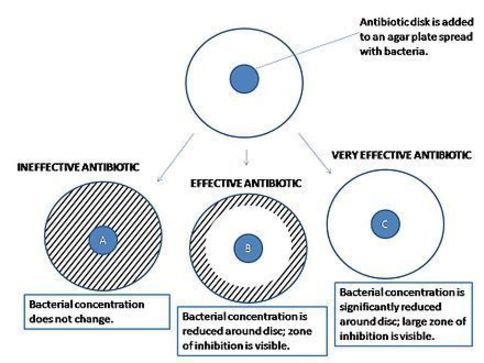 Antibiotic disk is added
to an agar plate spread
with bacteria.
INEFFECTIVE ANTIBIOTIC
EFFECTIVE ANTIBIOTIC
VERY EFFECTIVE ANTIBIOTIC
A
B
C
Bacterial concentration
does not change.
Bacterial concentration is
reduced around disc; zone
of inhibition is visible.
Bacterial concentration is
significantly reduced
around disc; large zone of
inhibition is visible.